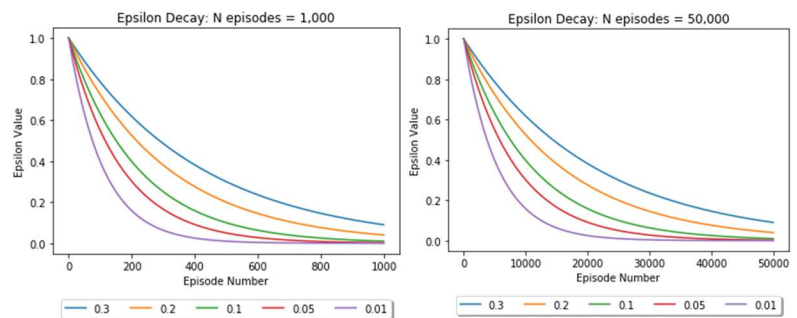 Epsilon Decay: N episodes = 1,000
1.0
0.8
0.6
0.4
0.2
0.0
Epsilon Value
0 200 400 600 800 1000
Episode Number
0.3 0.2 0.1 0.05 0.01
Epsilon Decay: N episodes = 50,000
1.0
0.8
0.6
0.4
0.2
0.0
Epsilon Value
0 10000 20000 30000 40000 50000
Episode Number
0.3 0.2 0.1 0.05 0.01